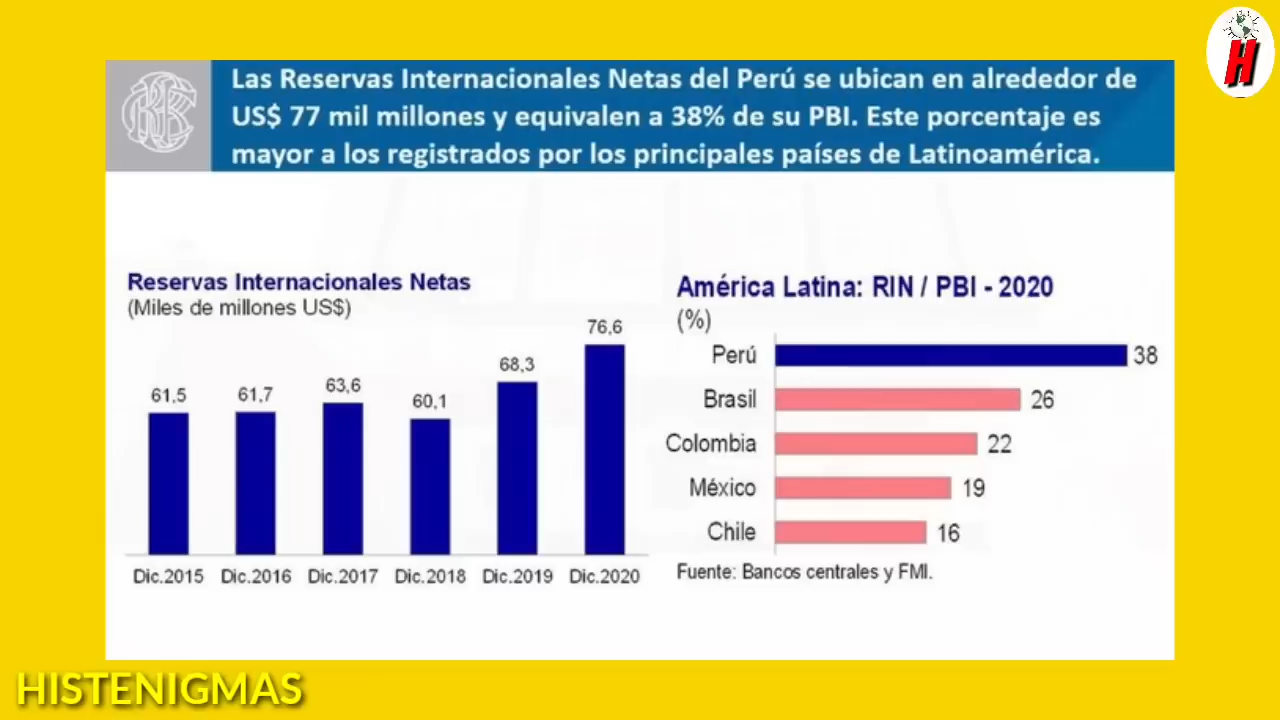 Las Reservas Internacionales Netas del Perú se ubican en alrededor de
US$ 77 mil millones y equivalen a 38% de su PBI. Este porcentaje es
mayor a los registrados por los principales países de Latinoamérica.
Reservas Internacionales Netas
(Miles de millones US$)
61,5
61,7
63,6
60,1
68,3
76,6
Dic.2015
Dic.2016
Dic.2017
Dic.2018
Dic.2019
Dic.2020
América Latina: RIN / PBI - 2020
(%)
Perú 38
Brasil 26
Colombia 22
México 19
Chile 16
Fuente: Bancos centrales y FMI.
H
HISTENIGMAS